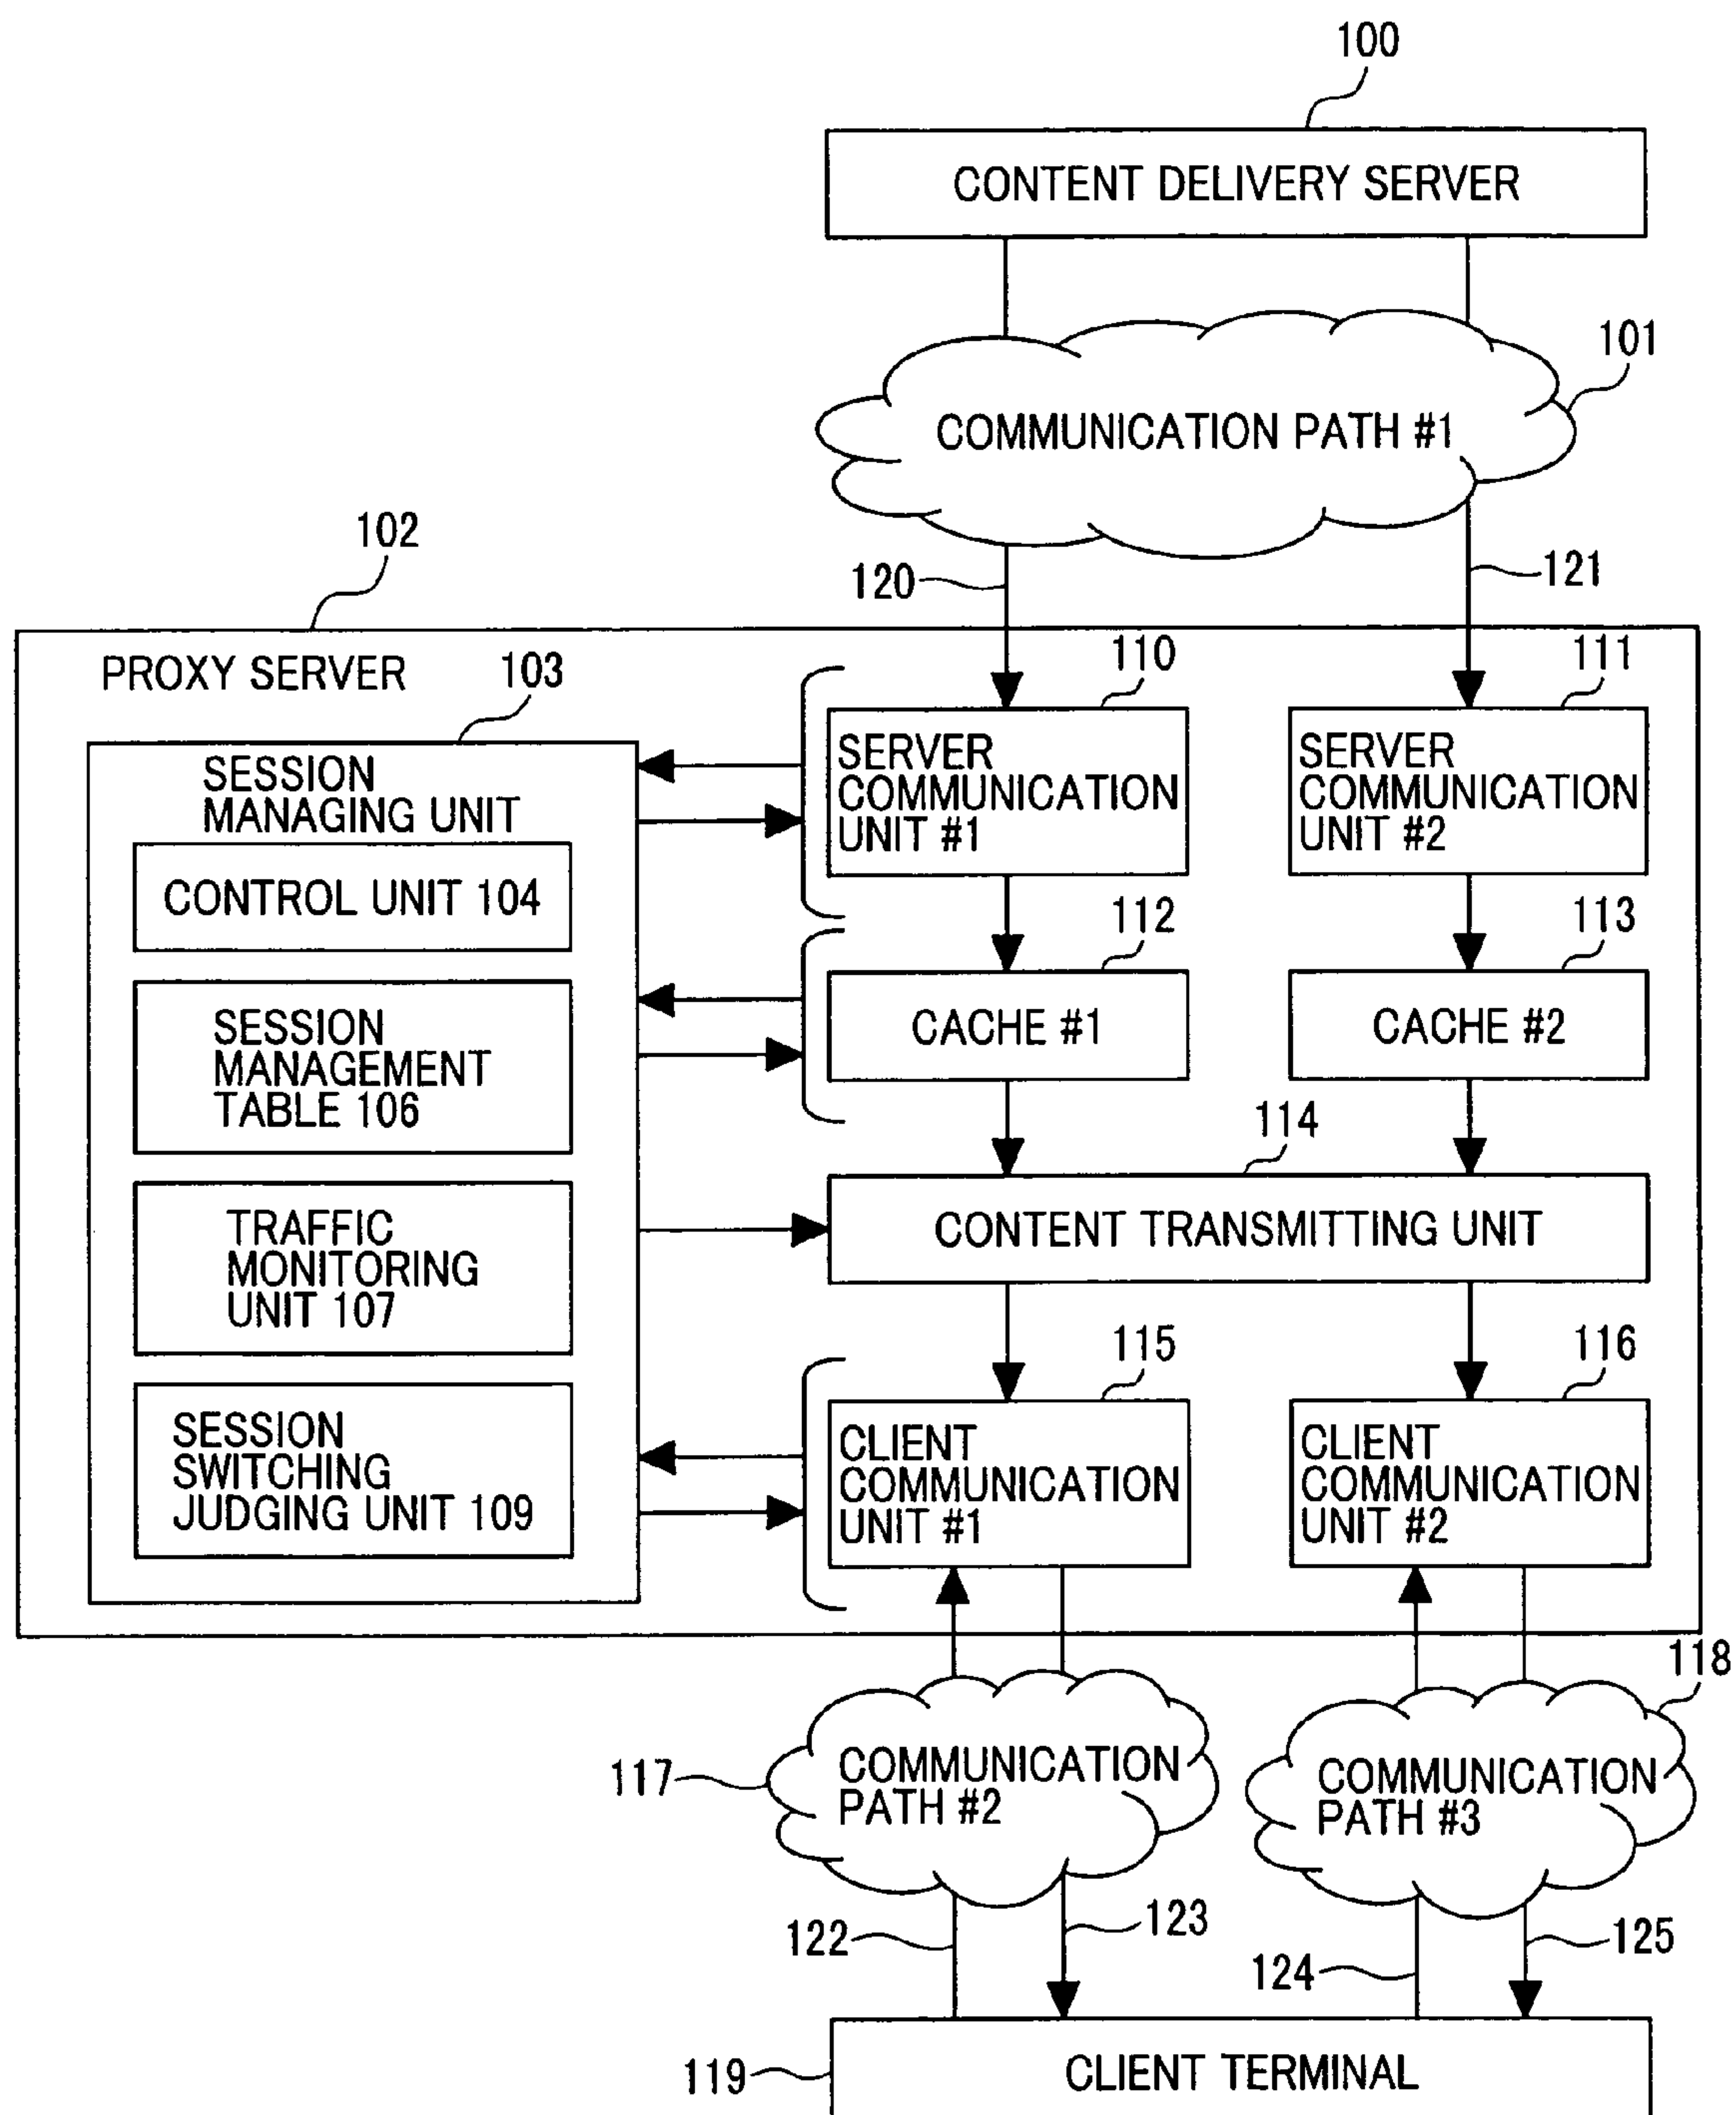 100
CONTENT DELIVERY SERVER
101
COMMUNICATION PATH #1
102
120
121
PROXY SERVER
103
110
111
SESSION
MANAGING UNIT
SERVER
COMMUNICATION
UNIT #1
SERVER
COMMUNICATION
UNIT #2
CONTROL UNIT 104
112
113
SESSION
MANAGEMENT
TABLE 106
CACHE #1
CACHE #2
114
TRAFFIC
MONITORING
UNIT 107
CONTENT TRANSMITTING UNIT
115
116
SESSION
SWITCHING
JUDGING UNIT 109
CLIENT
COMMUNICATION
UNIT #1
CLIENT
COMMUNICATION
UNIT #2
118
117
COMMUNICATION
PATH #2
COMMUNICATION
PATH #3
122
123
124
125
119
CLIENT TERMINAL